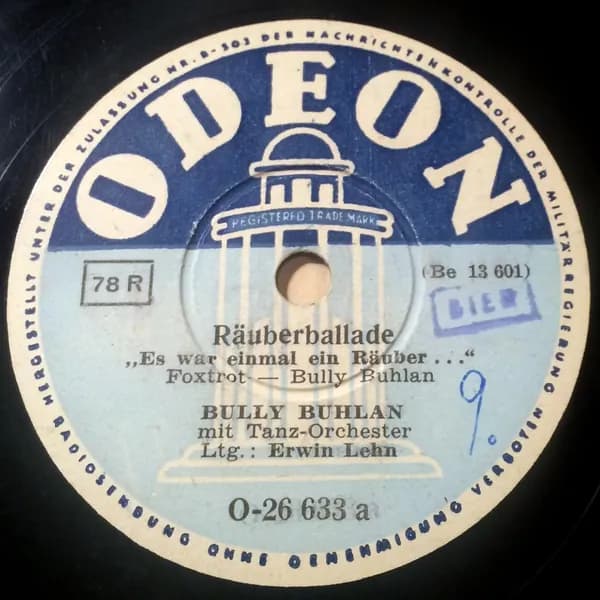 HERGESTELLT UNTER DER ZULASSUNG NR. B-303 DER NACHRICHTENKONTROLLE DER MILITÄRREGIERUNG
RADIOSENDUNG OHNE GENEHMIGUNG VERBOTEN
ODEON
REGISTERED TRADE MARK
78 R
(Be 13 601)
BIER
Räuberballade
„Es war einmal ein Räuber . . .“
Foxtrot — Bully Buhlan
9.
BULLY BUHLAN
mit Tanz-Orchester
Ltg.: Erwin Lehn
O-26 633 a